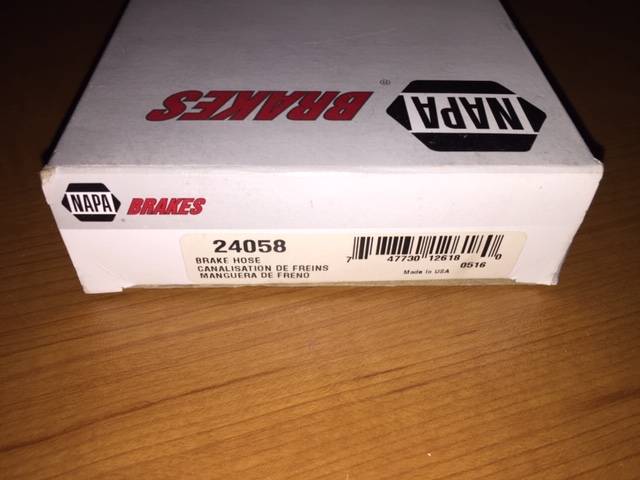 NAPA BRAKES ®
NAPA BRAKES
24058
BRAKE HOSE
CANALISATION DE FREINS
MANGUERA DE FRENO
7 47730 12618 0
0516
Made in USA